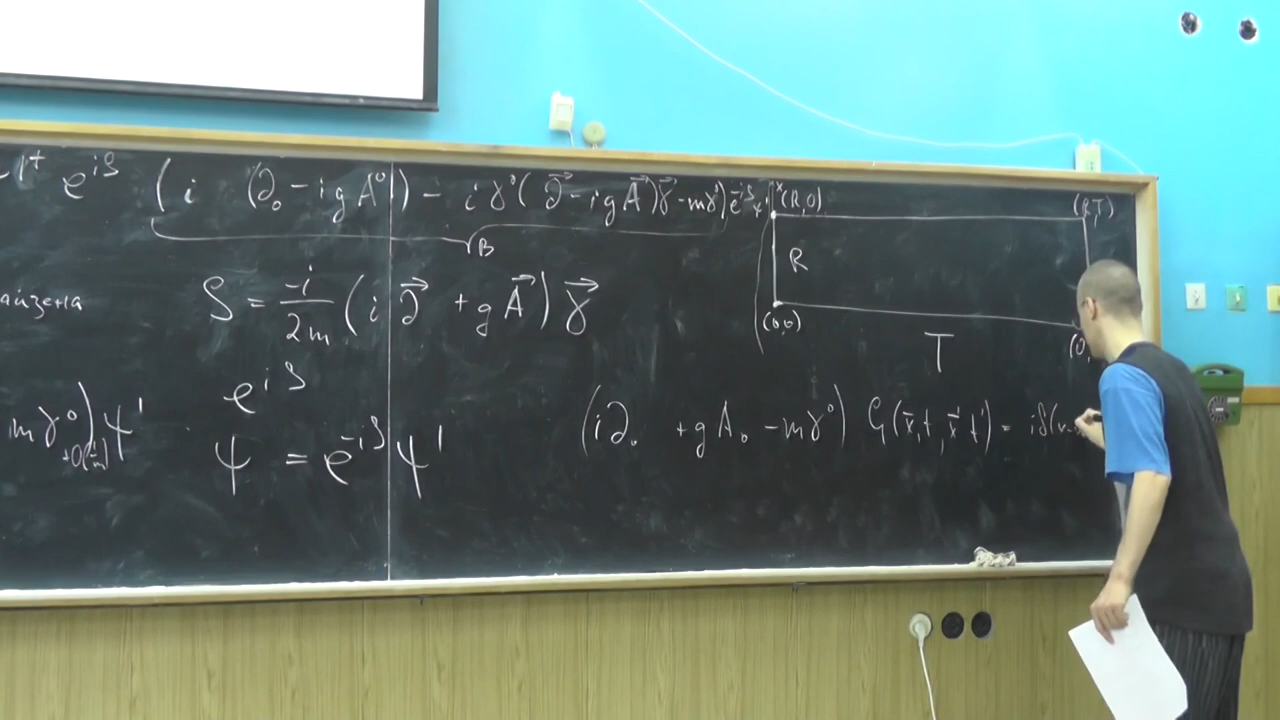 e^{iS} (i (∂₀ - igA⁰) - iγ⁰(∂⃗ - igA⃗)γ⃗ - mγ⁰)e^{-iS}ψ'
B
x (R,0) (R,T)
R
(0,0) (0,
T
S = -i/2m (i∂⃗ + gA⃗)γ⃗
e^{iS}
mγ⁰)ψ'
+O(1/m)
ψ = e^{-iS}ψ'
(i∂₀ + gA₀ - mγ⁰) G(x⃗,t,x⃗'t') = iδ(